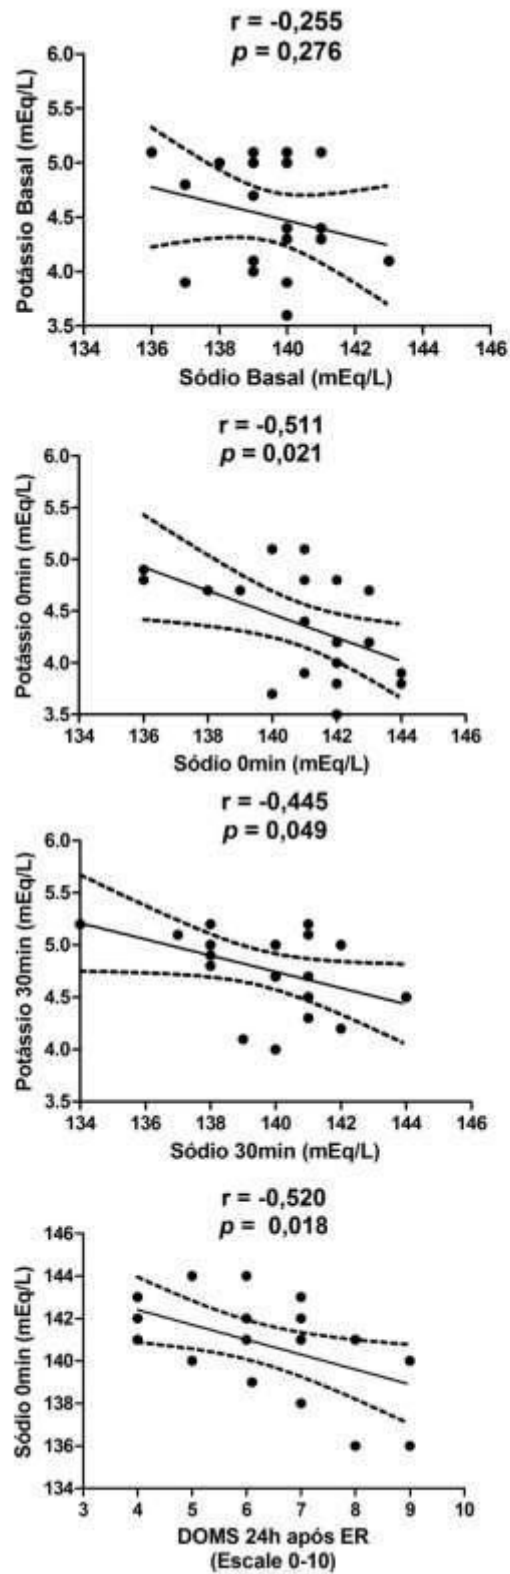 r = -0,255
p = 0,276
6.0
5.5
5.0
4.5
4.0
3.5
Potássio Basal (mEq/L)
134 136 138 140 142 144 146
Sódio Basal (mEq/L)
r = -0,511
p = 0,021
6.0
5.5
5.0
4.5
4.0
3.5
Potássio 0min (mEq/L)
134 136 138 140 142 144 146
Sódio 0min (mEq/L)
r = -0,445
p = 0,049
6.0
5.5
5.0
4.5
4.0
3.5
Potássio 30min (mEq/L)
134 136 138 140 142 144 146
Sódio 30min (mEq/L)
r = -0,520
p = 0,018
146
144
142
140
138
136
134
Sódio 0min (mEq/L)
3 4 5 6 7 8 9 10
DOMS 24h após ER
(Escale 0-10)